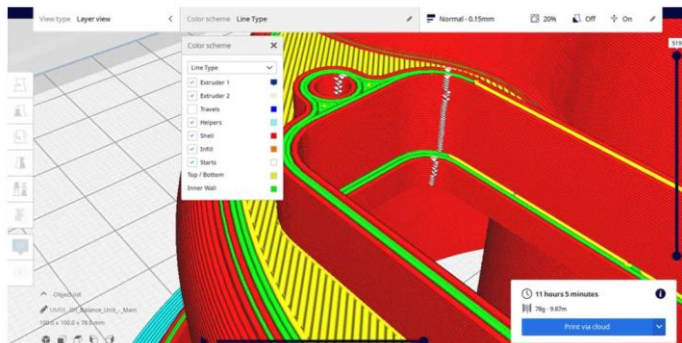 View type Layer view
Color scheme Line Type
Normal - 0.15mm
20%
Off
On
Color scheme
Line Type
Extruder 1
Extruder 2
Travels
Helpers
Shell
Infill
Starts
Top / Bottom
Inner Wall
519
Object list
100.0 x 100.0 x 76.0 mm
11 hours 5 minutes
78g · 9.87m
Print via cloud